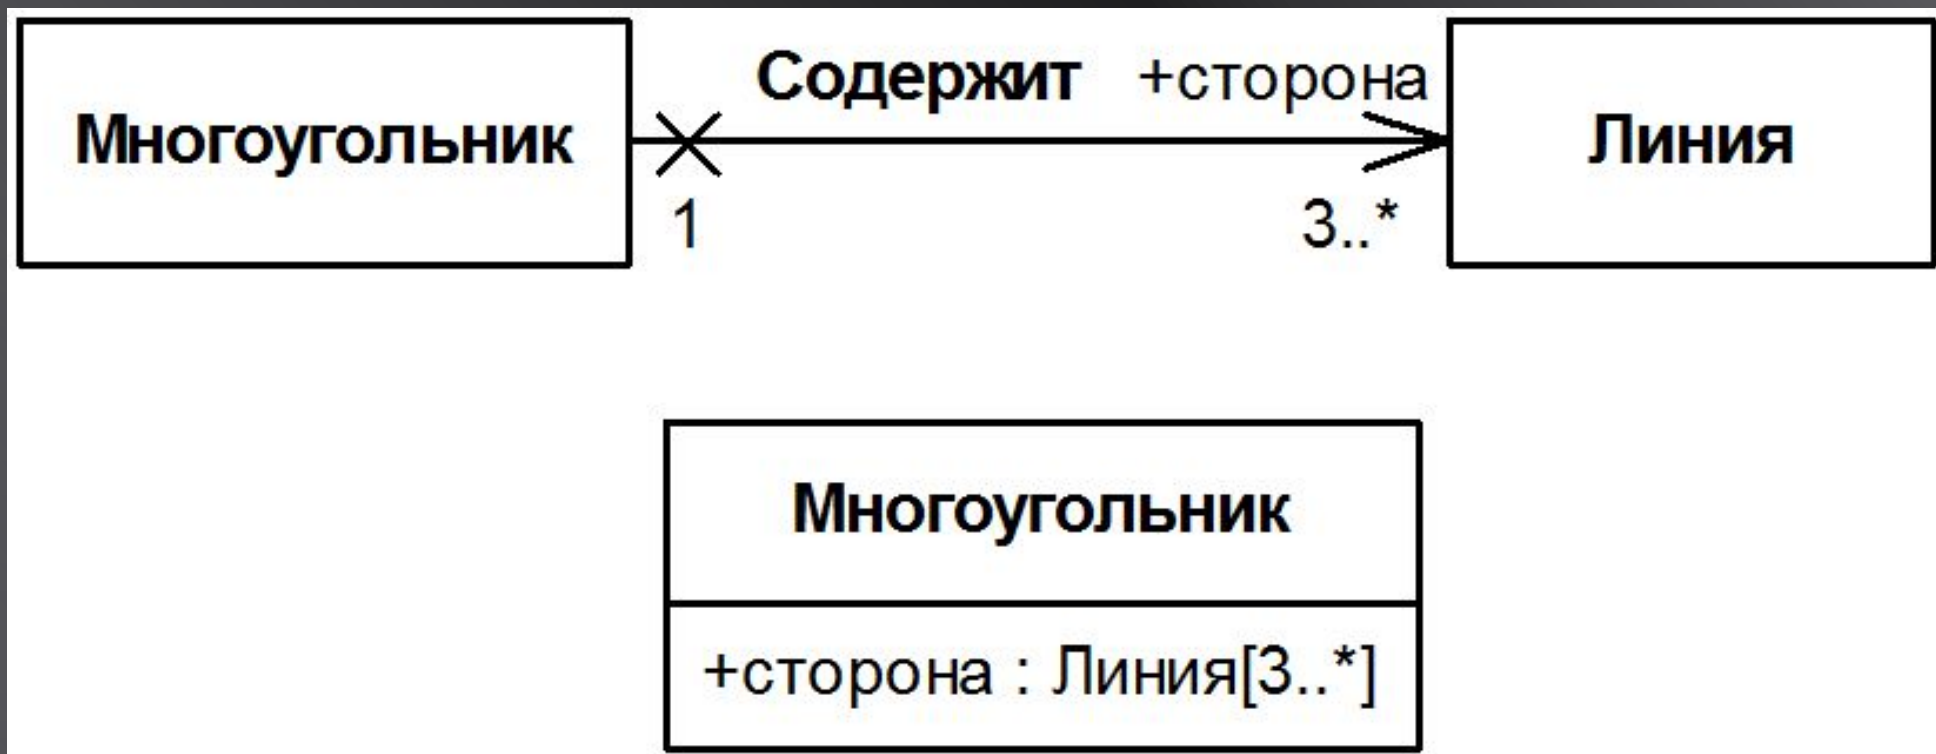 Содержит +сторона
Многоугольник
Линия
1
3..*
Многоугольник
+сторона : Линия[3..*]